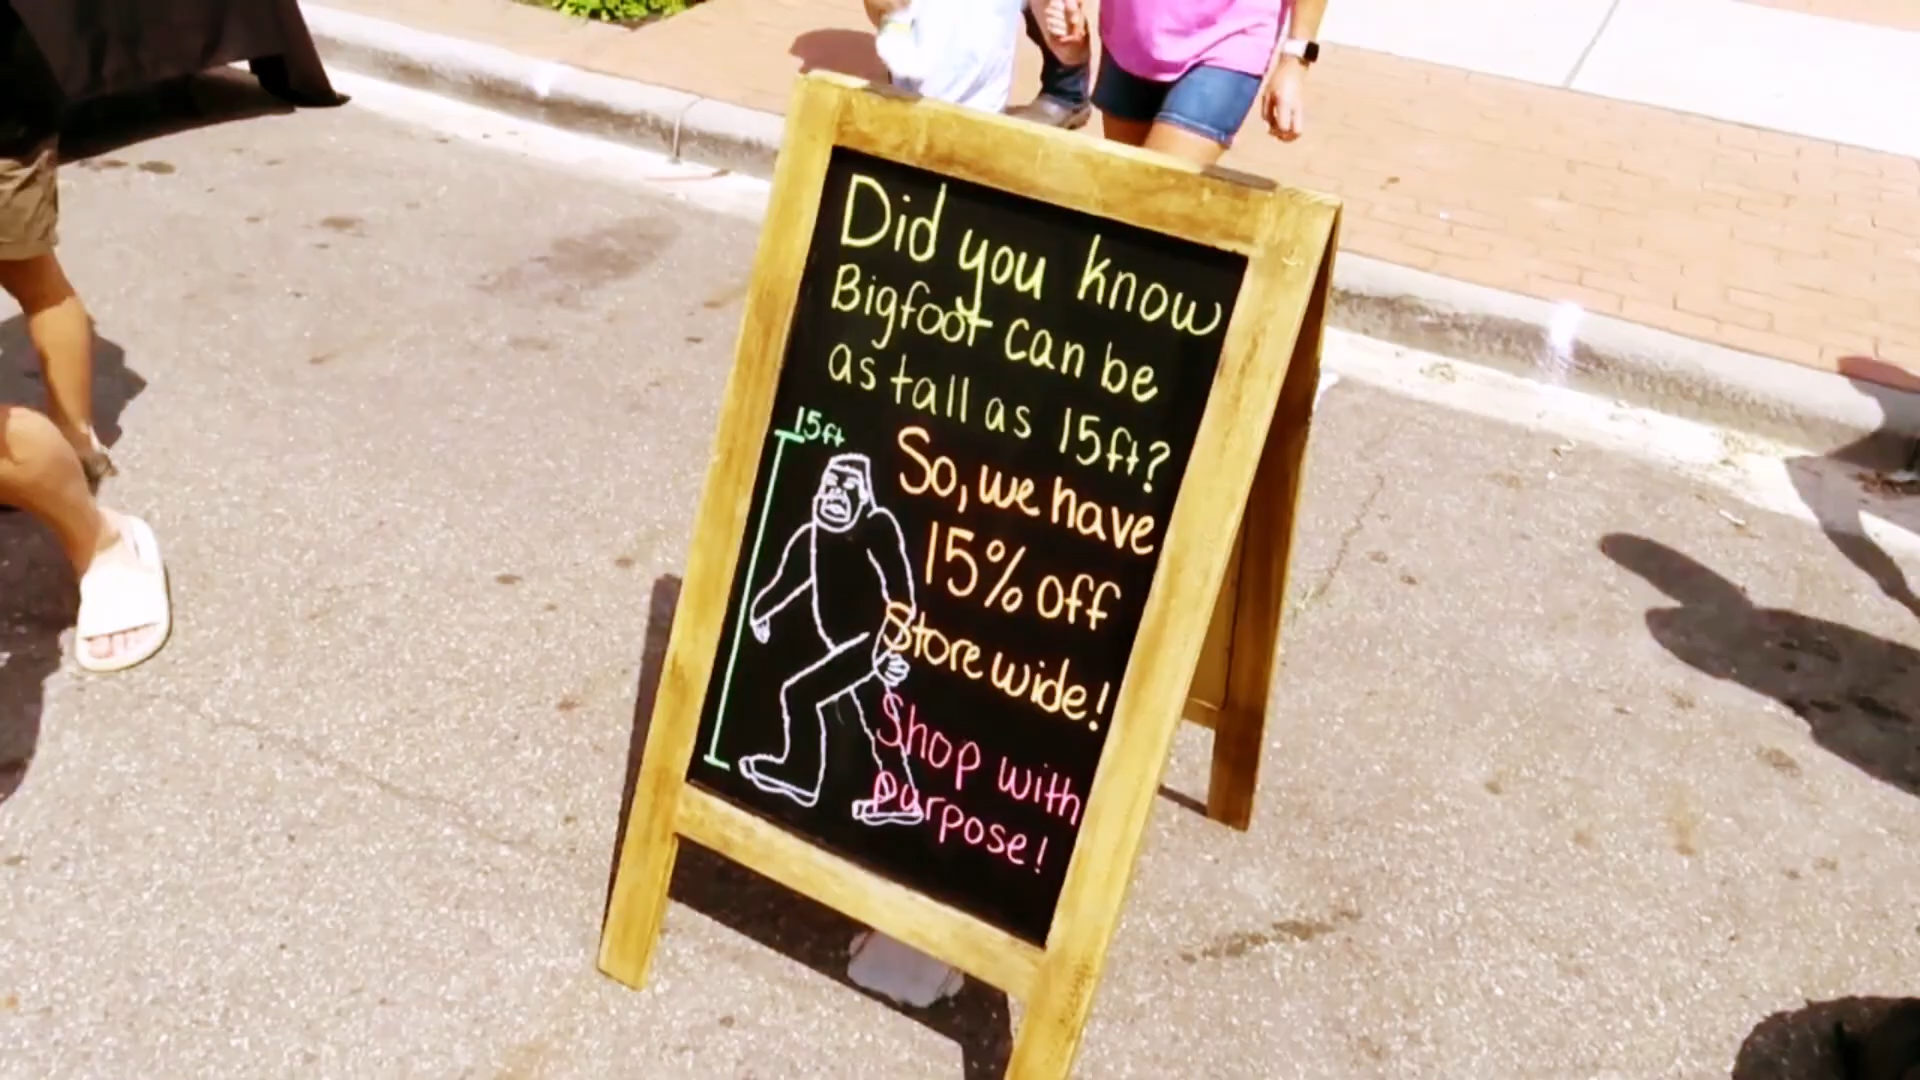 Did you know
Bigfoot can be
as tall as 15ft?
15ft
So, we have
15% off
Store wide!
Shop with
purpose!